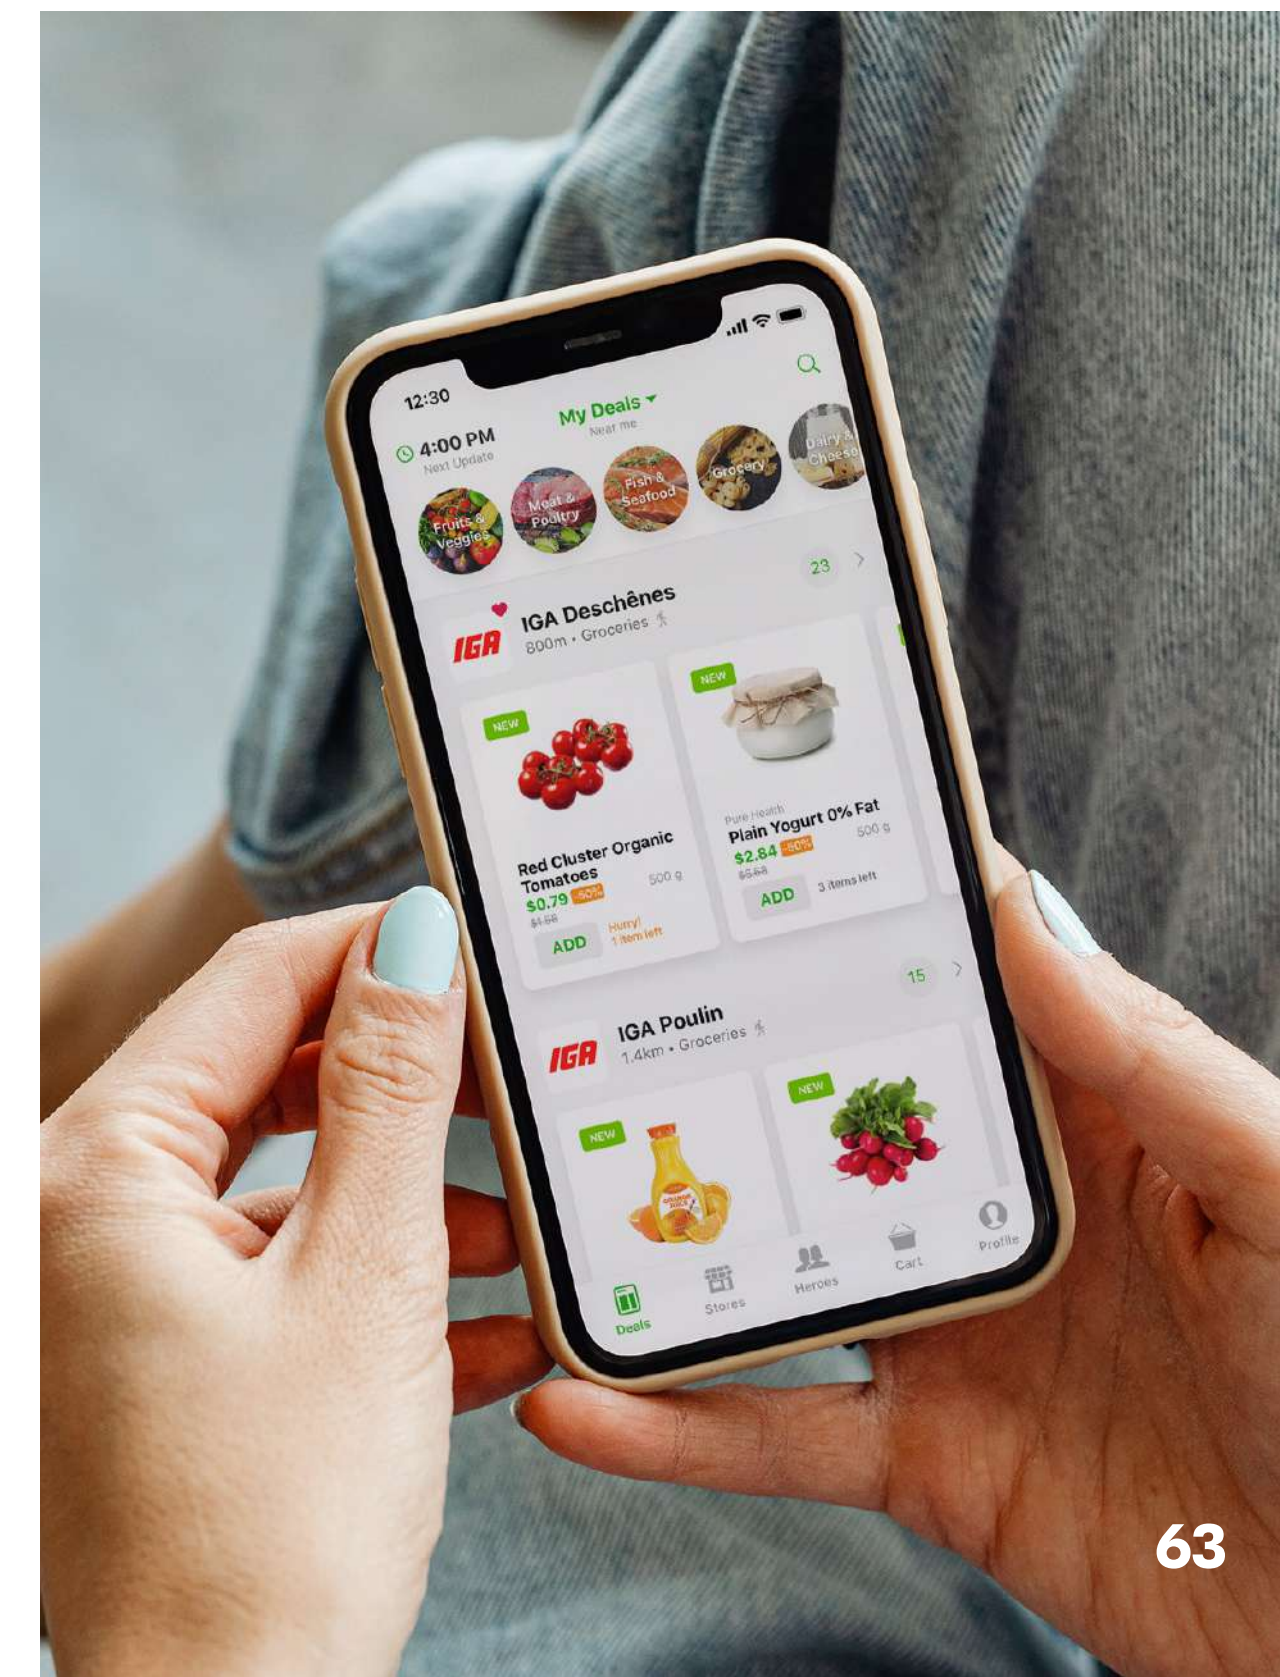 12:30
4:00 PM
Next Update
My Deals
Near me
Fruits &
Veggies
Meat &
Poultry
Fish &
Seafood
Grocery
Dairy &
Cheese
IGA
IGA Deschênes
800m • Groceries
23
NEW
Red Cluster Organic
Tomatoes
$0.79 -50%
500 g
$1.58
ADD
Hurry!
1 item left
NEW
Pure Health
Plain Yogurt 0% Fat
$2.84 -50%
500 g
$5.68
ADD
3 items left
IGA
IGA Poulin
1.4km • Groceries
15
NEW
ORANGE
JUICE
NEW
Deals
Stores
Heroes
Cart
Profile
63